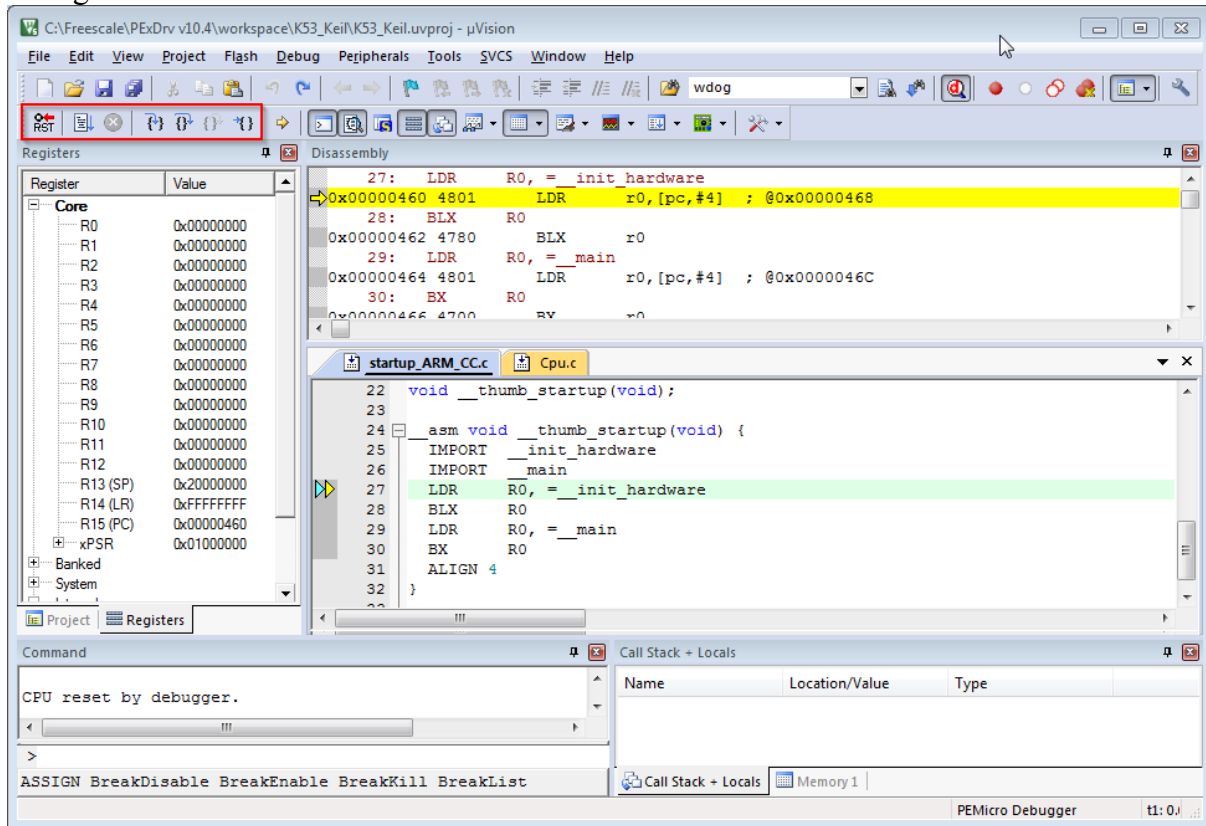 C:\Freescale\PExDrv v10.4\workspace\K53_Keil\K53_Keil.uvproj - µVision
File Edit View Project Flash Debug Peripherals Tools SVCS Window Help
wdog
RST
Registers
Register Value
Core
R0 0x00000000
R1 0x00000000
R2 0x00000000
R3 0x00000000
R4 0x00000000
R5 0x00000000
R6 0x00000000
R7 0x00000000
R8 0x00000000
R9 0x00000000
R10 0x00000000
R11 0x00000000
R12 0x00000000
R13 (SP) 0x20000000
R14 (LR) 0xFFFFFFFF
R15 (PC) 0x00000460
xPSR 0x01000000
Banked
System
Project Registers
Disassembly
27: LDR R0, =__init_hardware
0x00000460 4801 LDR r0,[pc,#4] ; @0x00000468
28: BLX R0
0x00000462 4780 BLX r0
29: LDR R0, =__main
0x00000464 4801 LDR r0,[pc,#4] ; @0x0000046C
30: BX R0
0x00000466 4700 BX r0
startup_ARM_CC.c Cpu.c
22 void __thumb_startup(void);
23
24 __asm void __thumb_startup(void) {
25 IMPORT __init_hardware
26 IMPORT __main
27 LDR R0, =__init_hardware
28 BLX R0
29 LDR R0, =__main
30 BX R0
31 ALIGN 4
32 }
Command
CPU reset by debugger.
>
ASSIGN BreakDisable BreakEnable BreakKill BreakList
Call Stack + Locals
Name Location/Value Type
Call Stack + Locals Memory 1
PEMicro Debugger t1: 0.